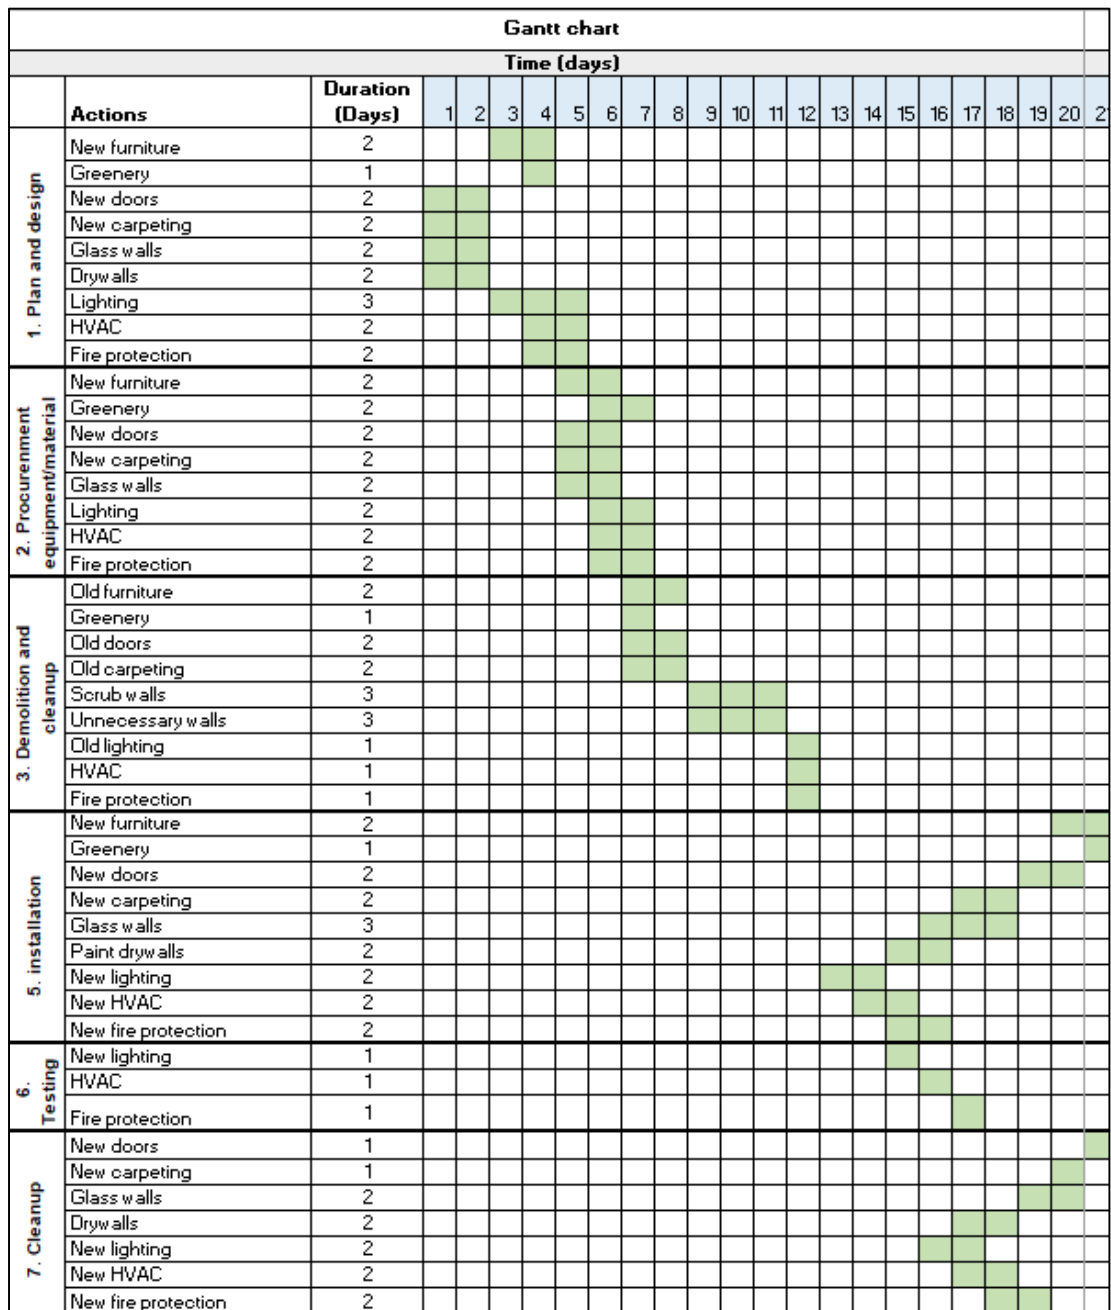 Gantt chart
Time (days)
Actions Duration (Days) 1 2 3 4 5 6 7 8 9 10 11 12 13 14 15 16 17 18 19 20 21
1. Plan and design
New furniture 2
Greenery 1
New doors 2
New carpeting 2
Glass walls 2
Drywalls 2
Lighting 3
HVAC 2
Fire protection 2
2. Procurenment equipment/material
New furniture 2
Greenery 2
New doors 2
New carpeting 2
Glass walls 2
Lighting 2
HVAC 2
Fire protection 2
3. Demolition and cleanup
Old furniture 2
Greenery 1
Old doors 2
Old carpeting 2
Scrub walls 3
Unnecessary walls 3
Old lighting 1
HVAC 1
Fire protection 1
5. installation
New furniture 2
Greenery 1
New doors 2
New carpeting 2
Glass walls 3
Paint drywalls 2
New lighting 2
New HVAC 2
New fire protection 2
6. Testing
New lighting 1
HVAC 1
Fire protection 1
7. Cleanup
New doors 1
New carpeting 1
Glass walls 2
Drywalls 2
New lighting 2
New HVAC 2
New fire protection 2